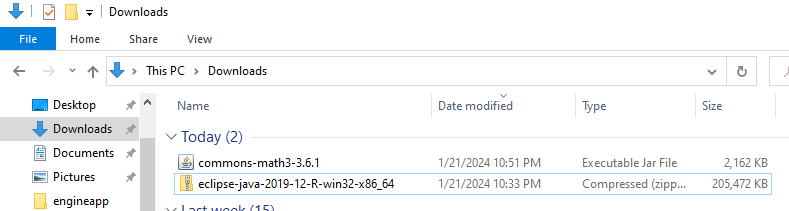 Downloads
File Home Share View
This PC > Downloads
Desktop
Downloads
Documents
Pictures
engineapp
Name Date modified Type Size
Today (2)
commons-math3-3.6.1 1/21/2024 10:51 PM Executable Jar File 2,162 KB
eclipse-java-2019-12-R-win32-x86_64 1/21/2024 10:33 PM Compressed (zipp... 205,472 KB
Last week (15)